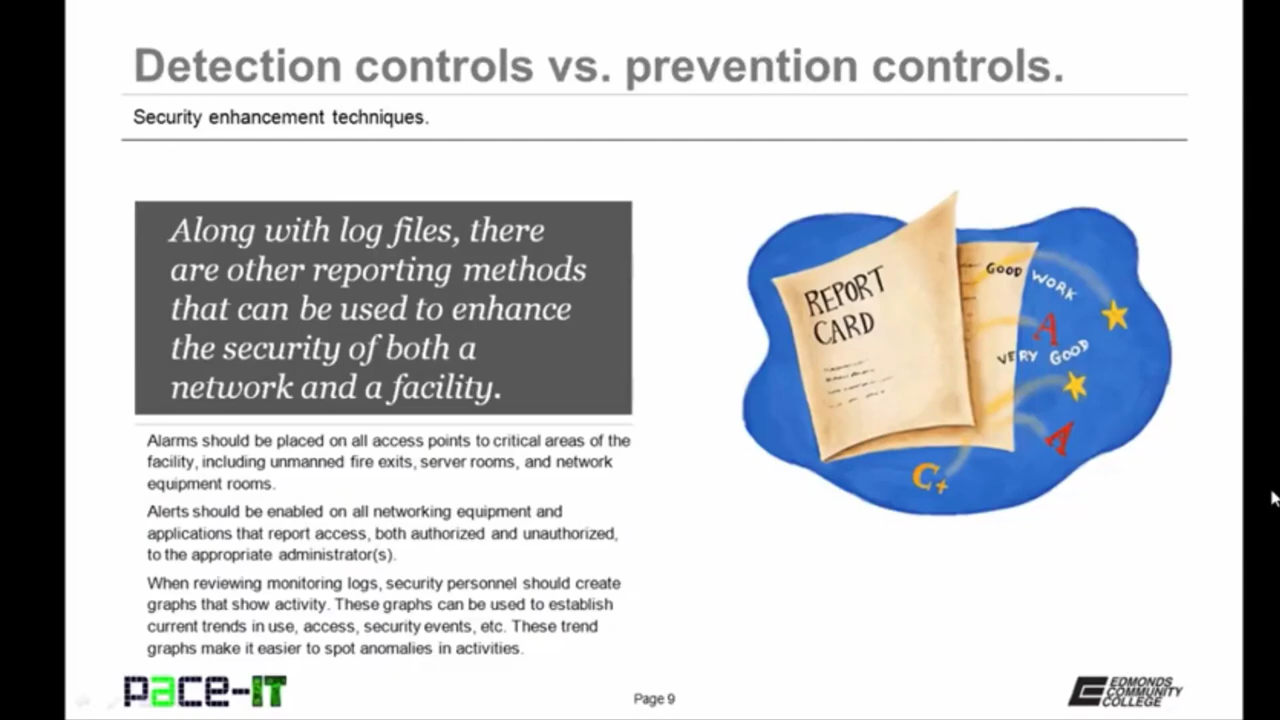 Detection controls vs. prevention controls.
Security enhancement techniques.
Along with log files, there
are other reporting methods
that can be used to enhance
the security of both a
network and a facility.
Alarms should be placed on all access points to critical areas of the
facility, including unmanned fire exits, server rooms, and network
equipment rooms.
Alerts should be enabled on all networking equipment and
applications that report access, both authorized and unauthorized,
to the appropriate administrator(s).
When reviewing monitoring logs, security personnel should create
graphs that show activity. These graphs can be used to establish
current trends in use, access, security events, etc. These trend
graphs make it easier to spot anomalies in activities.
REPORT
CARD
GOOD WORK
A
VERY GOOD
A
C+
pace-IT
Page 9
EDMONDS
COMMUNITY
COLLEGE